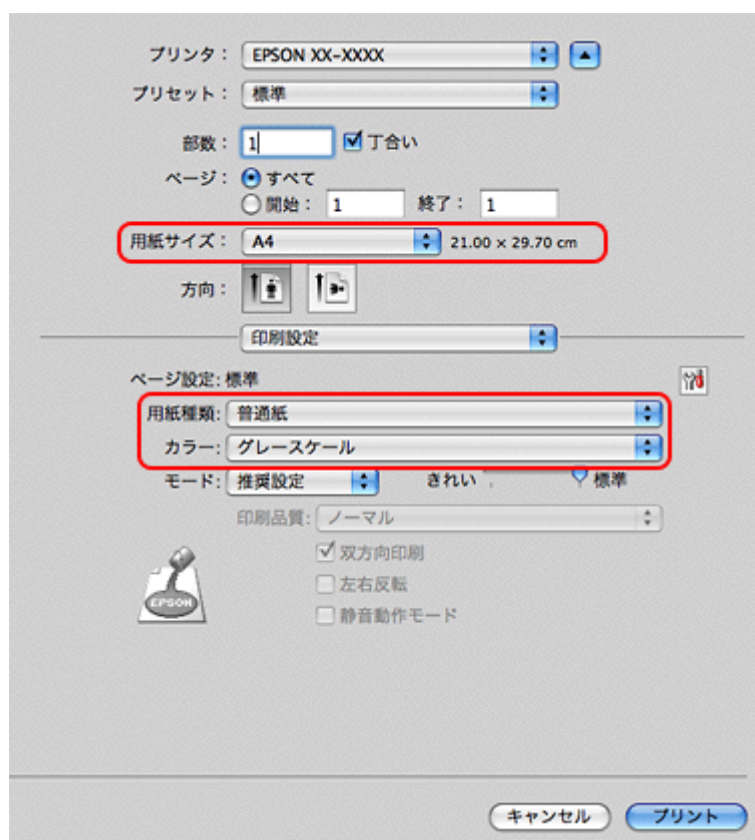 プリンタ： EPSON XX-XXXX
プリセット： 標準
部数： 1 丁合い
ページ： すべて
開始： 1 終了： 1
用紙サイズ： A4 21.00 × 29.70 cm
方向：
印刷設定
ページ設定: 標準
用紙種類: 普通紙
カラー: グレースケール
モード: 推奨設定 きれい 標準
印刷品質: ノーマル
双方向印刷
左右反転
EPSON
静音動作モード
キャンセル プリント